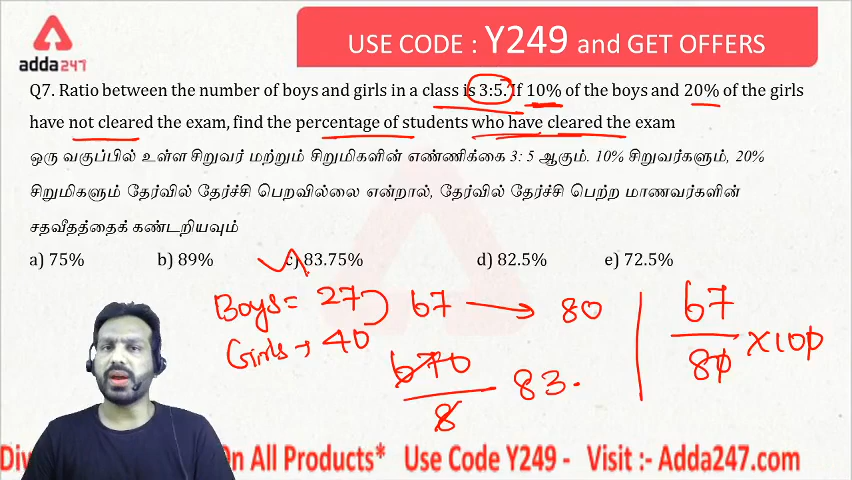 USE CODE : Y249 and GET OFFERS
adda247
Q7. Ratio between the number of boys and girls in a class is 3:5. If 10% of the boys and 20% of the girls
have not cleared the exam, find the percentage of students who have cleared the exam
ஒரு வகுப்பில் உள்ள சிறுவர் மற்றும் சிறுமிகளின் எண்ணிக்கை 3: 5 ஆகும். 10% சிறுவர்களும், 20%
சிறுமிகளும் தேர்வில் தேர்ச்சி பெறவில்லை என்றால், தேர்வில் தேர்ச்சி பெற்ற மாணவர்களின்
சதவீதத்தைக் கண்டறியவும்
a) 75% b) 89% c) 83.75% d) 82.5% e) 72.5%
Boys = 27 67 → 80
Girls → 40
670
8
83.
67
80 × 100
Dive On All Products* Use Code Y249 - Visit :- Adda247.com